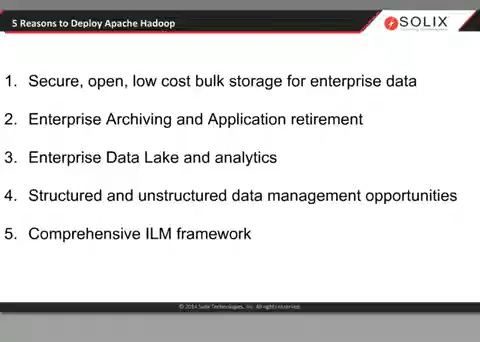 5 Reasons to Deploy Apache Hadoop
SOLIX
1. Secure, open, low cost bulk storage for enterprise data
2. Enterprise Archiving and Application retirement
3. Enterprise Data Lake and analytics
4. Structured and unstructured data management opportunities
5. Comprehensive ILM framework
© 2014 Solix Technologies, Inc. All rights reserved.